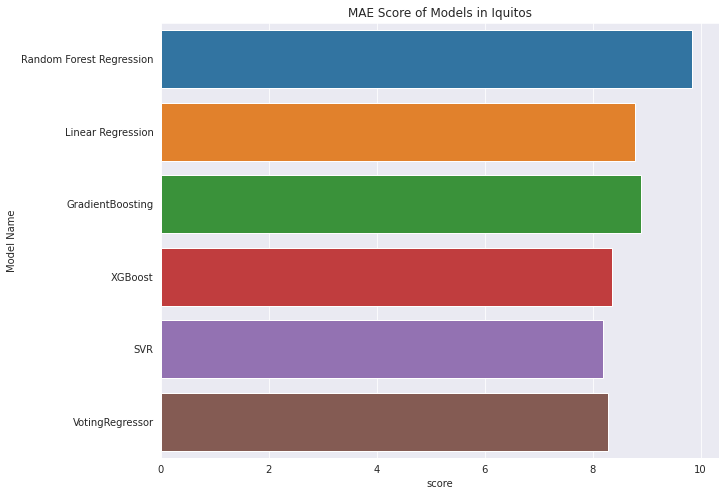 MAE Score of Models in Iquitos
Random Forest Regression
Linear Regression
GradientBoosting
XGBoost
SVR
VotingRegressor
Model Name
0 2 4 6 8 10
score